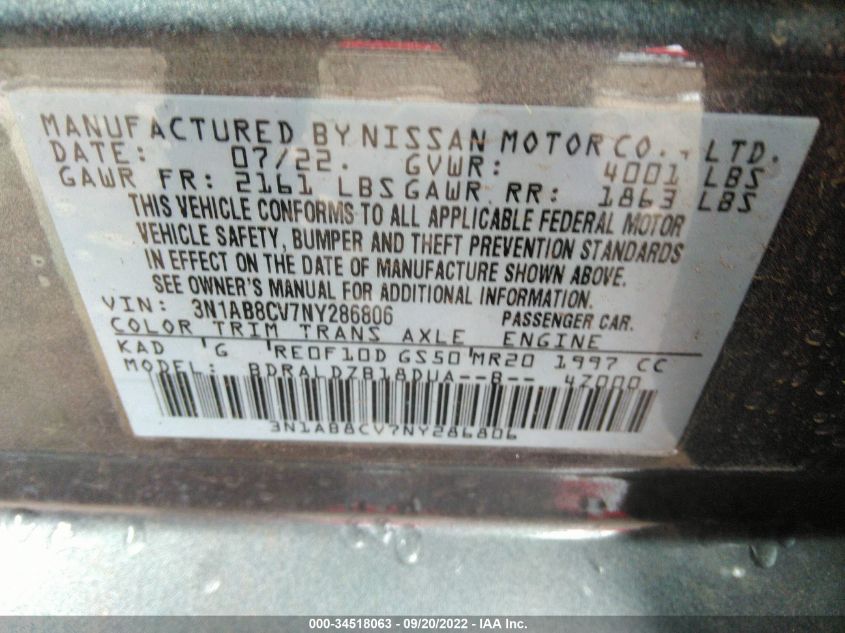 MANUFACTURED BY NISSAN MOTOR CO., LTD.
DATE: 07/22. GVWR: 4001 LBS
GAWR FR: 2161 LBS GAWR RR: 1863 LBS
THIS VEHICLE CONFORMS TO ALL APPLICABLE FEDERAL MOTOR
VEHICLE SAFETY, BUMPER AND THEFT PREVENTION STANDARDS
IN EFFECT ON THE DATE OF MANUFACTURE SHOWN ABOVE.
SEE OWNER'S MANUAL FOR ADDITIONAL INFORMATION.
VIN: 3N1AB8CV7NY286806 PASSENGER CAR.
COLOR TRIM TRANS AXLE ENGINE
KAD G RE0F10D GS50 MR20 1997 CC
MODEL: BDRALDZB18DUA--B-- 4Z000
3N1AB8CV7NY286806
000-34518063 - 09/20/2022 - IAA Inc.